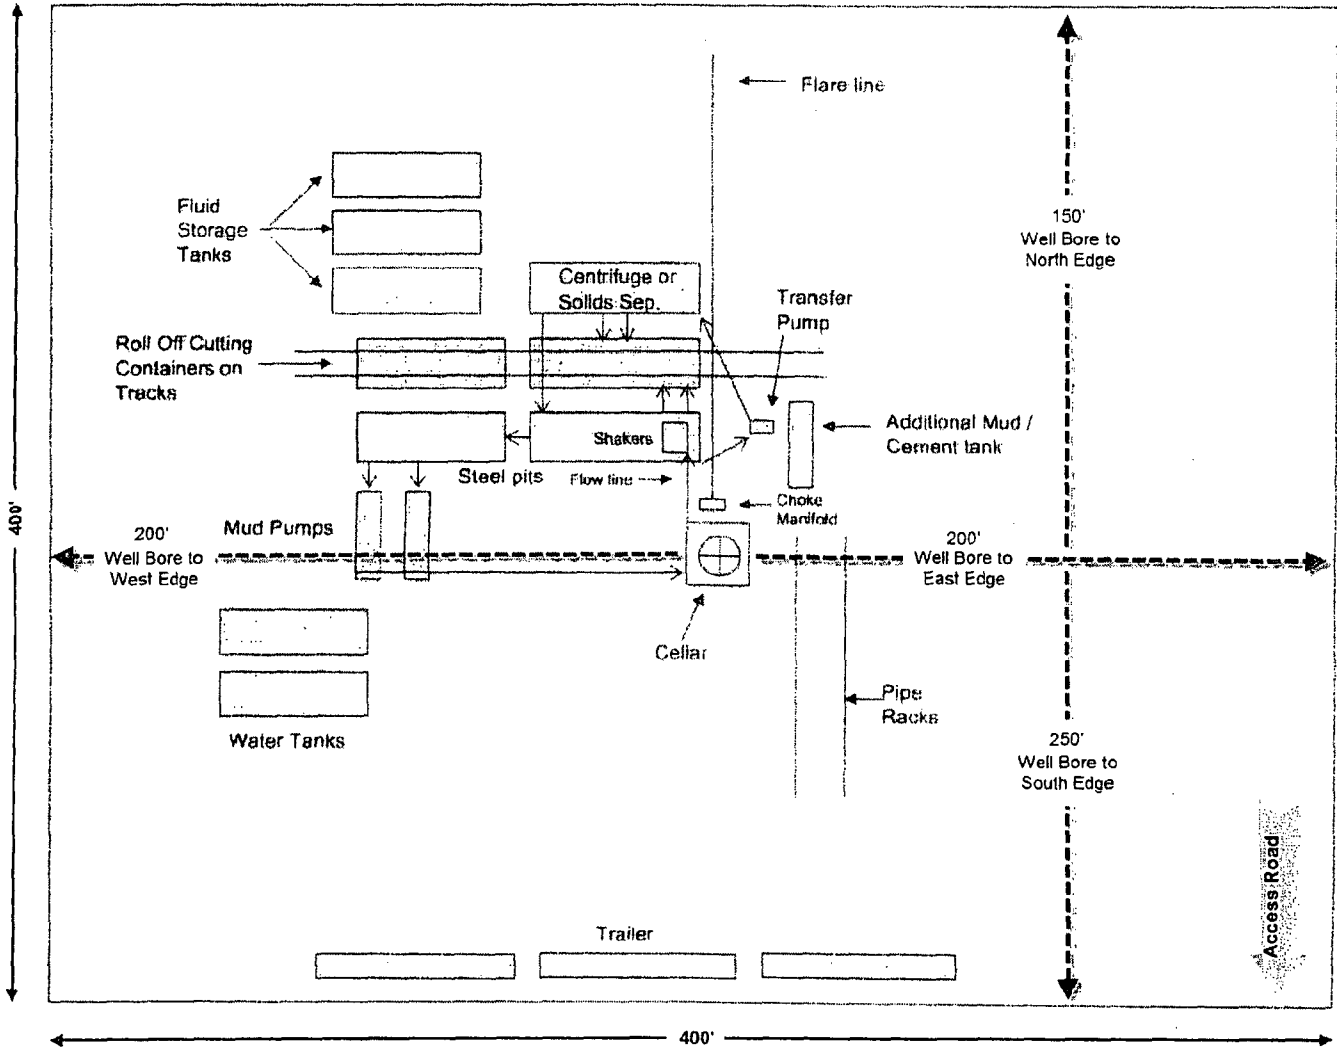 Flare line
150'
Well Bore to
North Edge
Fluid
Storage
Tanks
Centrifuge or
Solids Sep.
Transfer
Pump
Roll Off Cutting
Containers on
Tracks
Additional Mud /
Cement tank
Shakers
Steel pits
Flow line
Choke
Manifold
Mud Pumps
400'
200'
Well Bore to
West Edge
200'
Well Bore to
East Edge
Cellar
Pipe
Racks
Water Tanks
250'
Well Bore to
South Edge
Access Road
Trailer
400'